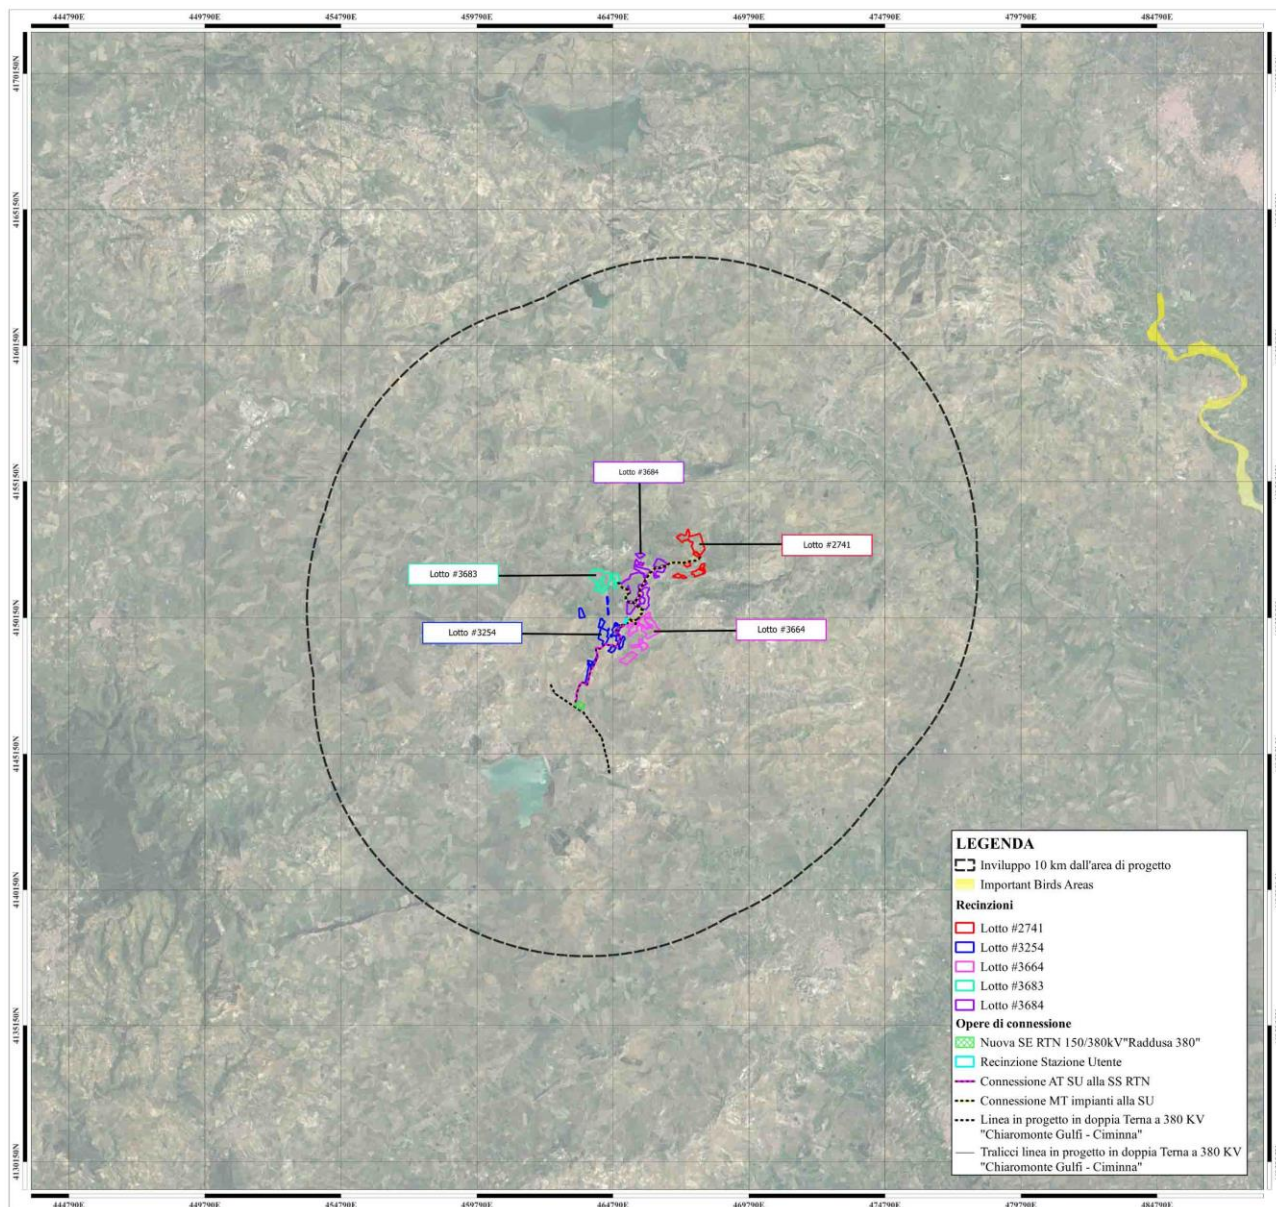 444790E 449790E 454790E 459790E 464790E 469790E 474790E 479790E 484790E
4170150N
4165150N
4160150N
4155150N
Lotto #3684
Lotto #2741
Lotto #3683
4150150N
Lotto #3254
Lotto #3664
4145150N
4140150N
4135150N
4130150N
LEGENDA
Inviluppo 10 km dall'area di progetto
Important Birds Areas
Recinzioni
Lotto #2741
Lotto #3254
Lotto #3664
Lotto #3683
Lotto #3684
Opere di connessione
Nuova SE RTN 150/380kV"Raddusa 380"
Recinzione Stazione Utente
Connessione AT SU alla SS RTN
Connessione MT impianti alla SU
Linea in progetto in doppia Terna a 380 KV
"Chiaromonte Gulfi - Ciminna"
Tralicci linea in progetto in doppia Terna a 380 KV
"Chiaromonte Gulfi - Ciminna"
444790E 449790E 454790E 459790E 464790E 469790E 474790E 479790E 484790E